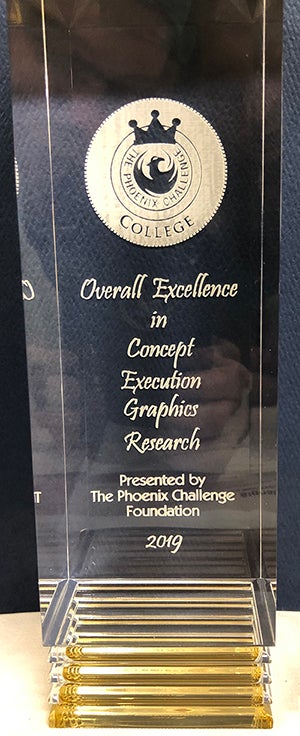 THE PHOENIX CHALLENGE
COLLEGE
Overall Excellence
in
Concept
Execution
Graphics
Research
Presented by
The Phoenix Challenge
Foundation
2019